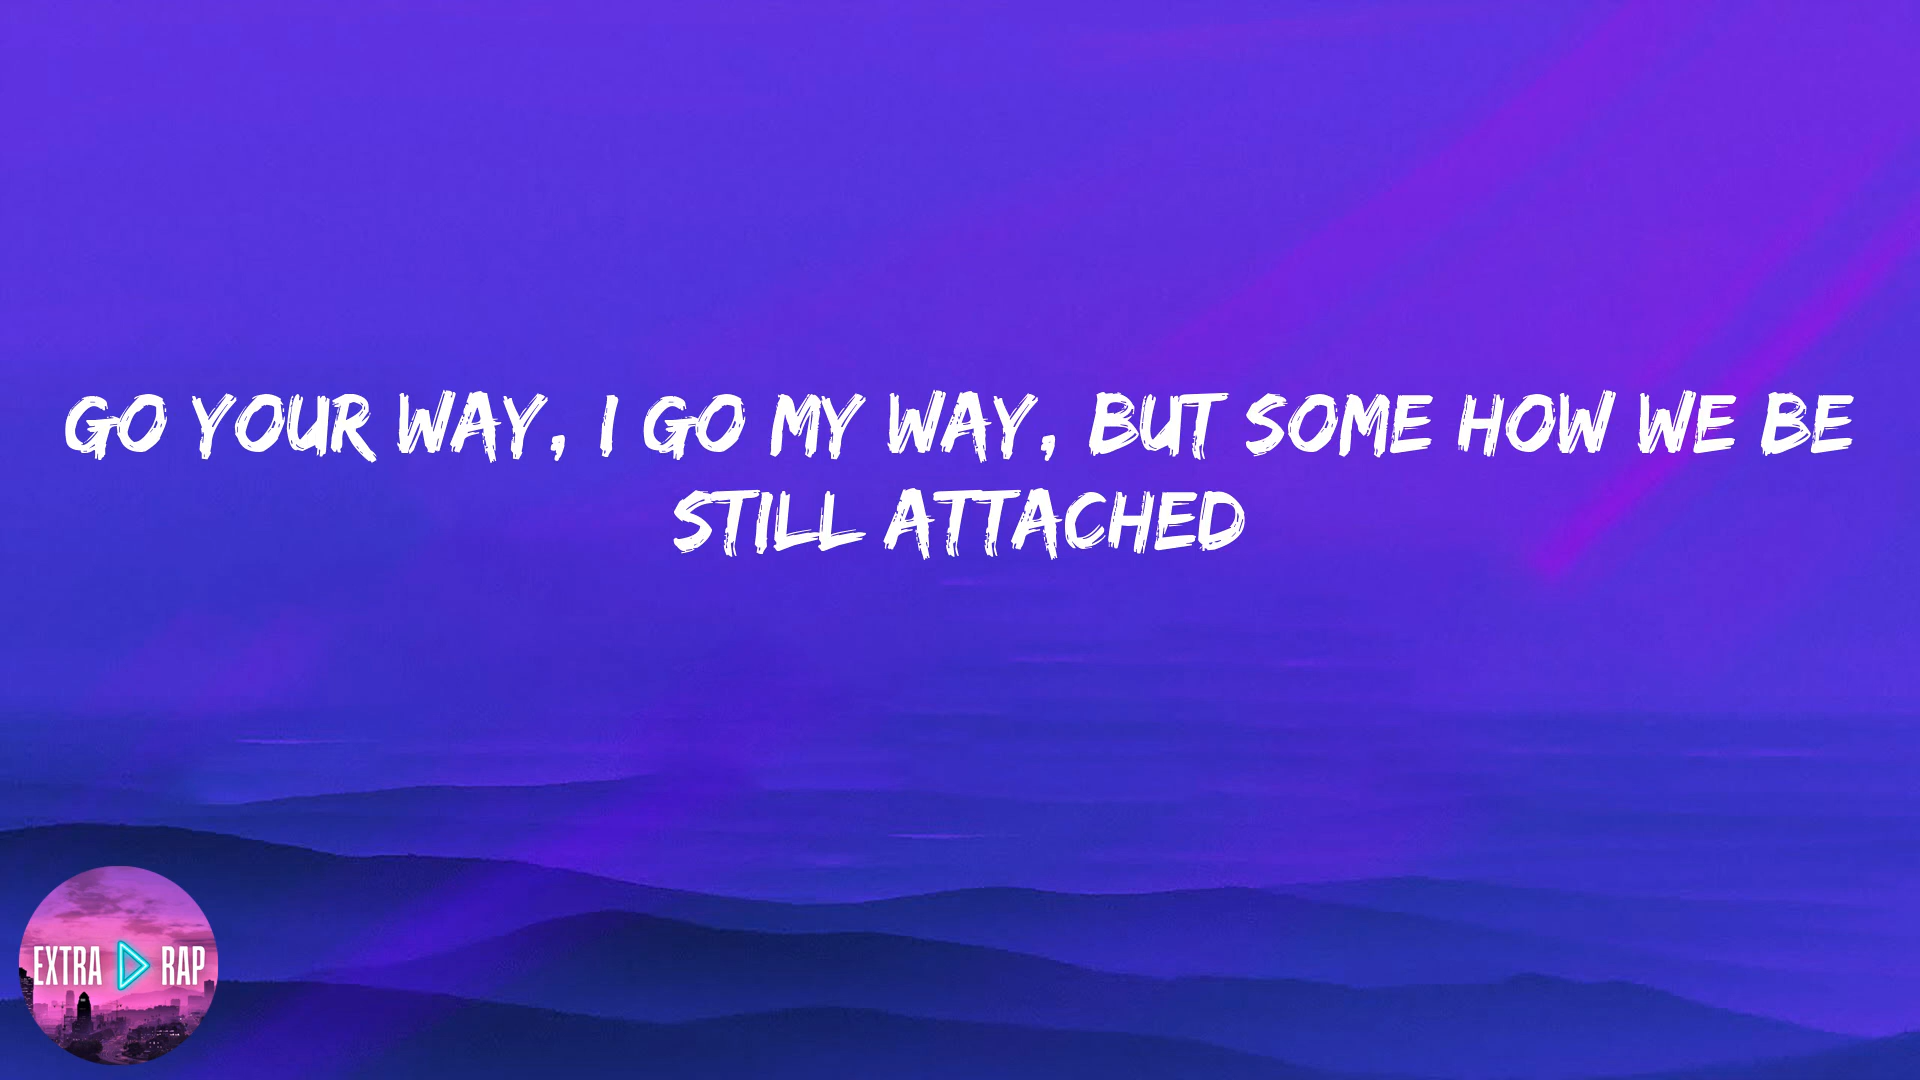 GO YOUR WAY, I GO MY WAY, BUT SOME HOW WE BE
STILL ATTACHED
EXTRA RAP